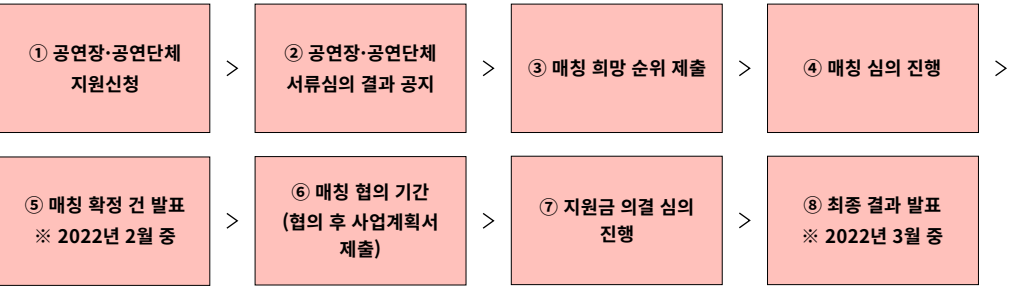 ① 공연장·공연단체
지원신청
>
② 공연장·공연단체
서류심의 결과 공지
>
③ 매칭 희망 순위 제출
>
④ 매칭 심의 진행
>
⑤ 매칭 확정 건 발표
※ 2022년 2월 중
>
⑥ 매칭 협의 기간
(협의 후 사업계획서
제출)
>
⑦ 지원금 의결 심의
진행
>
⑧ 최종 결과 발표
※ 2022년 3월 중